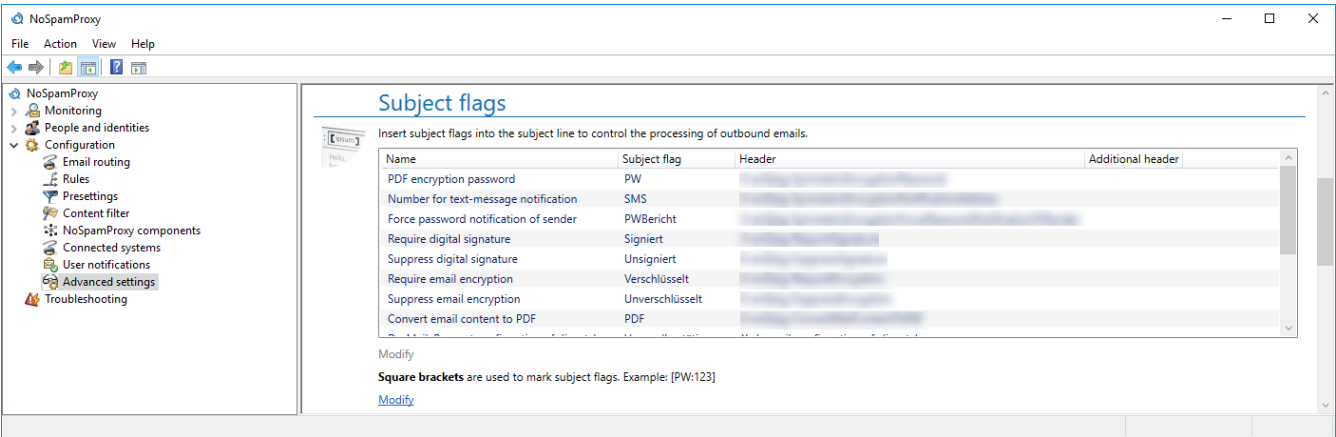 NoSpamProxy
File Action View Help
NoSpamProxy
Monitoring
People and identities
Configuration
Email routing
Rules
Presettings
Content filter
NoSpamProxy components
Connected systems
User notifications
Advanced settings
Troubleshooting
Subject flags
[ipsum]
Hello,
Insert subject flags into the subject line to control the processing of outbound emails.
Name Subject flag Header Additional header
PDF encryption password PW
Number for text-message notification SMS
Force password notification of sender PWBericht
Require digital signature Signiert
Suppress digital signature Unsigniert
Require email encryption Verschlüsselt
Suppress email encryption Unverschlüsselt
Convert email content to PDF PDF
Modify
Square brackets are used to mark subject flags. Example: [PW:123]
Modify